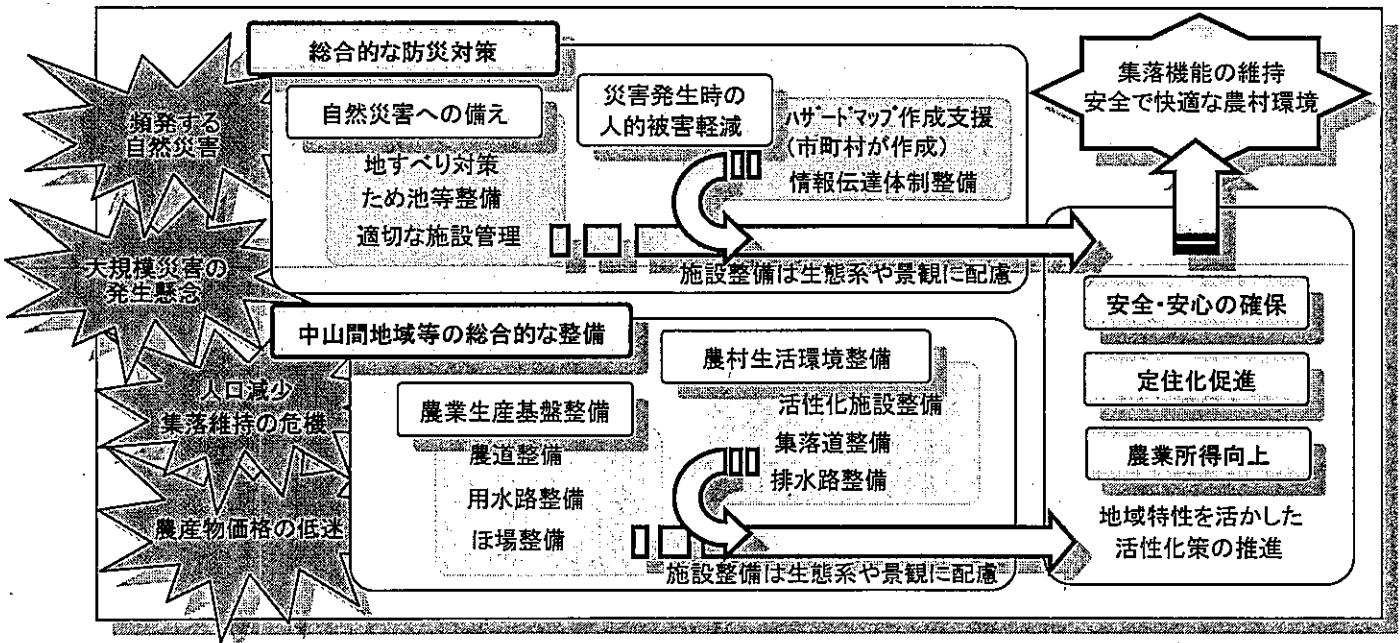 頻発する
自然災害
大規模災害の
発生懸念
人口減少
集落維持の危機
農産物価格の低迷
総合的な防災対策
自然災害への備え
地すべり対策
ため池等整備
適切な施設管理
災害発生時の
人的被害軽減
ハザードマップ作成支援
(市町村が作成)
情報伝達体制整備
施設整備は生態系や景観に配慮
中山間地域等の総合的な整備
農業生産基盤整備
農道整備
用水路整備
ほ場整備
農村生活環境整備
活性化施設整備
集落道整備
排水路整備
施設整備は生態系や景観に配慮
集落機能の維持
安全で快適な農村環境
安全・安心の確保
定住化促進
農業所得向上
地域特性を活かした
活性化策の推進